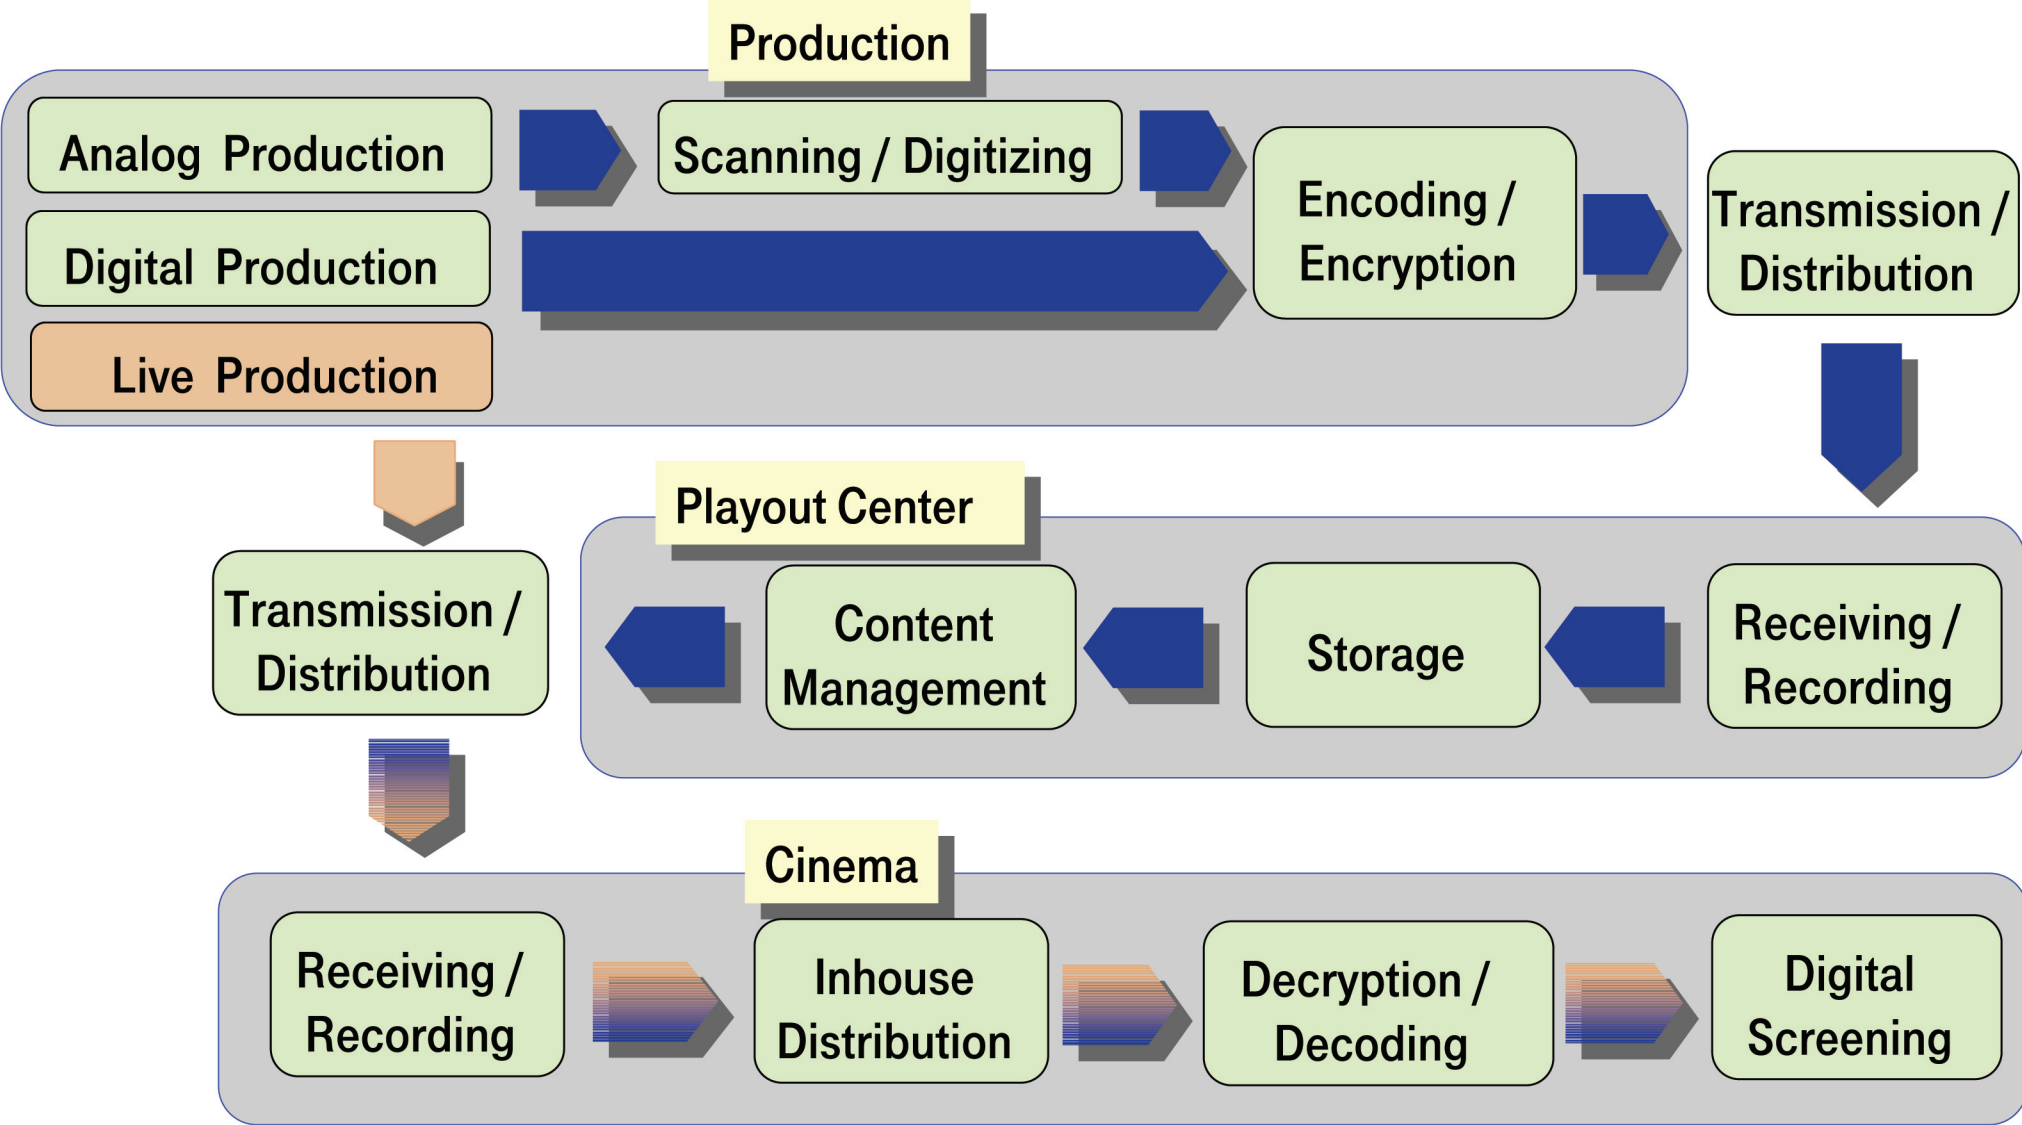 Production
Analog Production
Scanning / Digitizing
Encoding /
Encryption
Transmission /
Distribution
Digital Production
Live Production
Playout Center
Transmission /
Distribution
Content
Management
Storage
Receiving /
Recording
Cinema
Receiving /
Recording
Inhouse
Distribution
Decryption /
Decoding
Digital
Screening